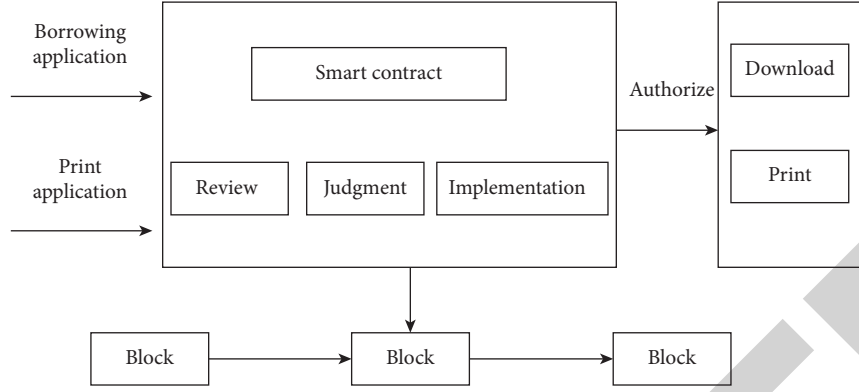 Borrowing
application
Smart contract
Download
Authorize
Print
application
Review
Judgment
Implementation
Print
Block
Block
Block